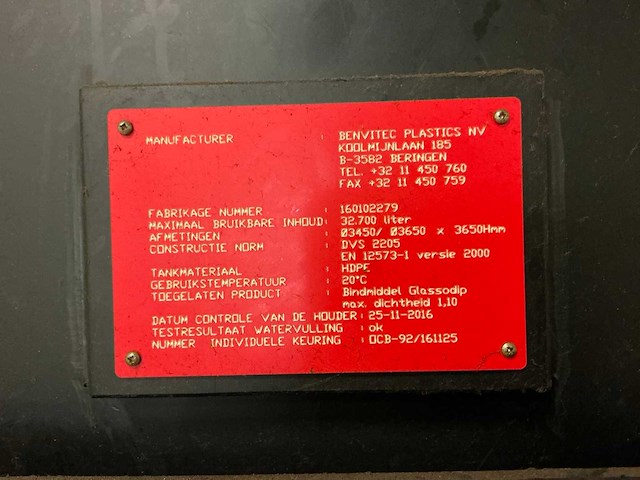 MANUFACTURER : BENVITEC PLASTICS NV
KOOLMIJNLAAN 185
B-3582 BERINGEN
TEL. +32 11 450 760
FAX +32 11 450 759
FABRIKAGE NUMMER : 160102279
MAXIMAAL BRUIKBARE INHOUD: 32.700 liter
AFMETINGEN : Ø3450/ Ø3650 x 3650Hmm
CONSTRUCTIE NORM : DVS 2205
EN 12573-1 versie 2000
TANKMATERIAAL : HDPE
GEBRUIKSTEMPERATUUR : 20°C
TOEGELATEN PRODUCT : Bindmiddel Glassodip
max. dichtheid 1,10
DATUM CONTROLE VAN DE HOUDER: 25-11-2016
TESTRESULTAAT WATERVULLING : ok
NUMMER INDIVIDUELE KEURING : OCB-92/161125